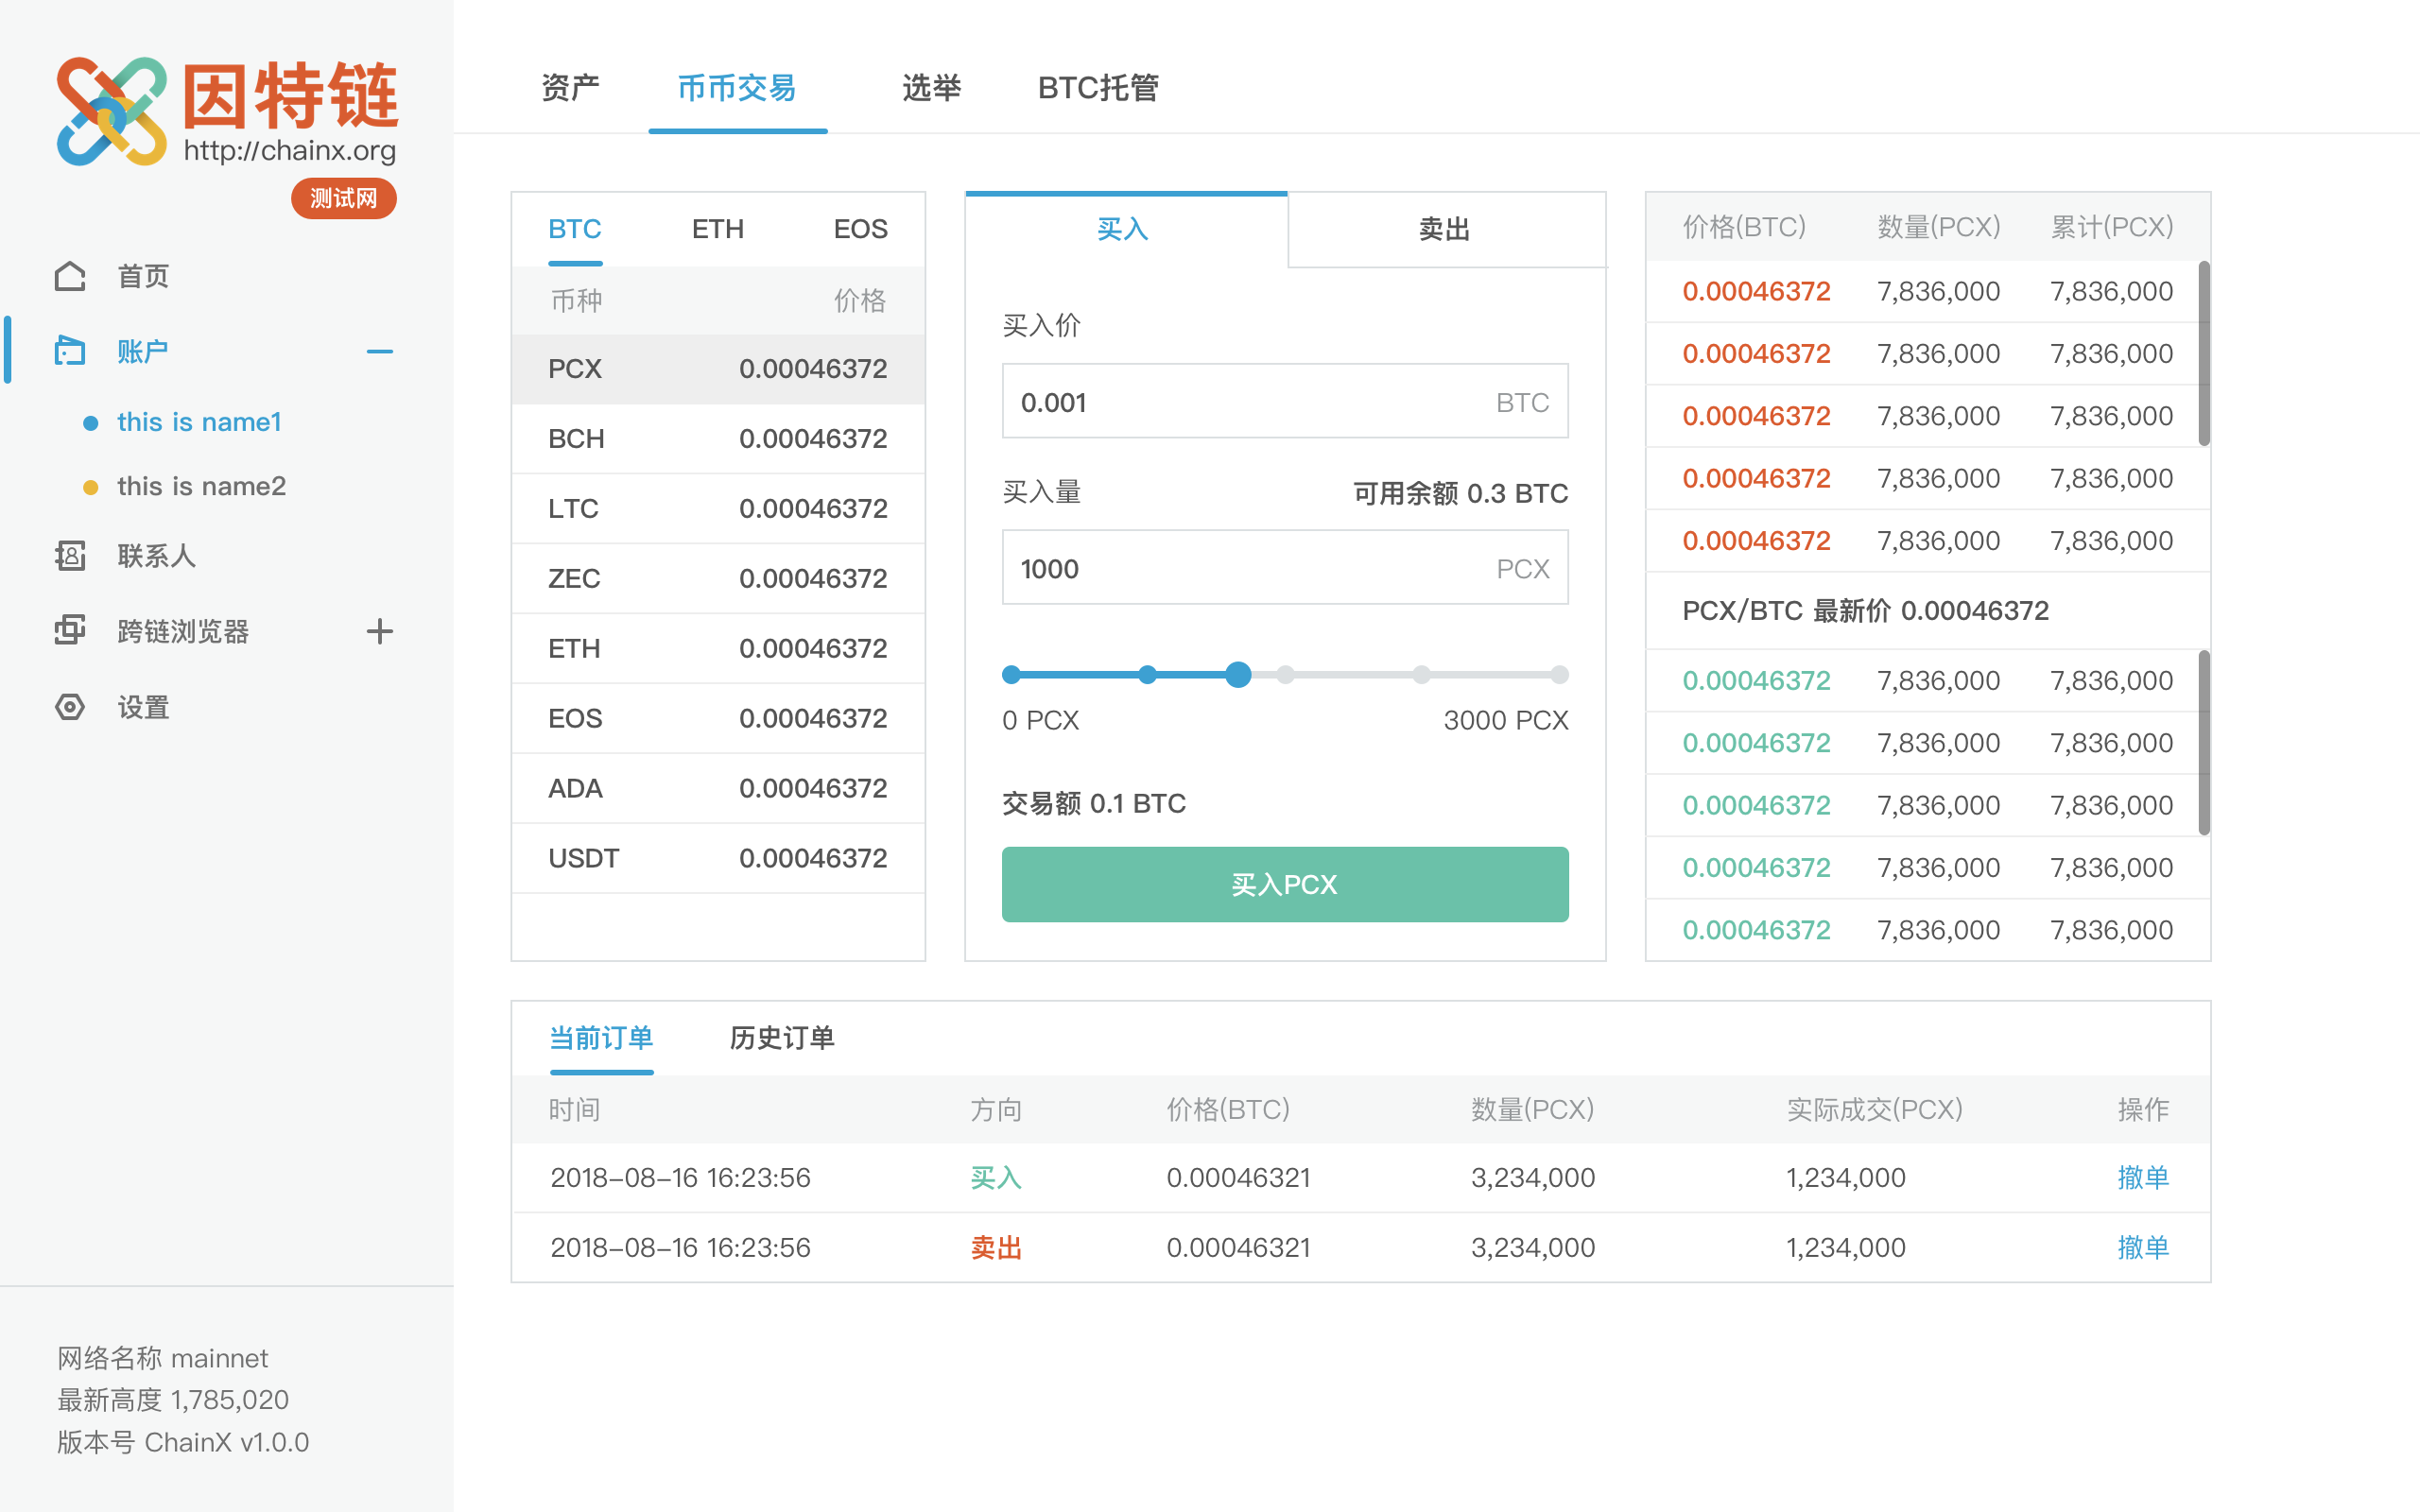 因特链
http://chainx.org
测试网
首页
账户
this is name1
this is name2
联系人
跨链浏览器
设置
网络名称 mainnet
最新高度 1,785,020
版本号 ChainX v1.0.0
资产 币币交易 选举 BTC托管
BTC ETH EOS
币种 价格
PCX 0.00046372
BCH 0.00046372
LTC 0.00046372
ZEC 0.00046372
ETH 0.00046372
EOS 0.00046372
ADA 0.00046372
USDT 0.00046372
买入 卖出
买入价
0.001 BTC
买入量 可用余额 0.3 BTC
1000 PCX
0 PCX 3000 PCX
交易额 0.1 BTC
买入PCX
价格(BTC) 数量(PCX) 累计(PCX)
0.00046372 7,836,000 7,836,000
0.00046372 7,836,000 7,836,000
0.00046372 7,836,000 7,836,000
0.00046372 7,836,000 7,836,000
0.00046372 7,836,000 7,836,000
PCX/BTC 最新价 0.00046372
0.00046372 7,836,000 7,836,000
0.00046372 7,836,000 7,836,000
0.00046372 7,836,000 7,836,000
0.00046372 7,836,000 7,836,000
0.00046372 7,836,000 7,836,000
当前订单 历史订单
时间 方向 价格(BTC) 数量(PCX) 实际成交(PCX) 操作
2018-08-16 16:23:56 买入 0.00046321 3,234,000 1,234,000 撤单
2018-08-16 16:23:56 卖出 0.00046321 3,234,000 1,234,000 撤单